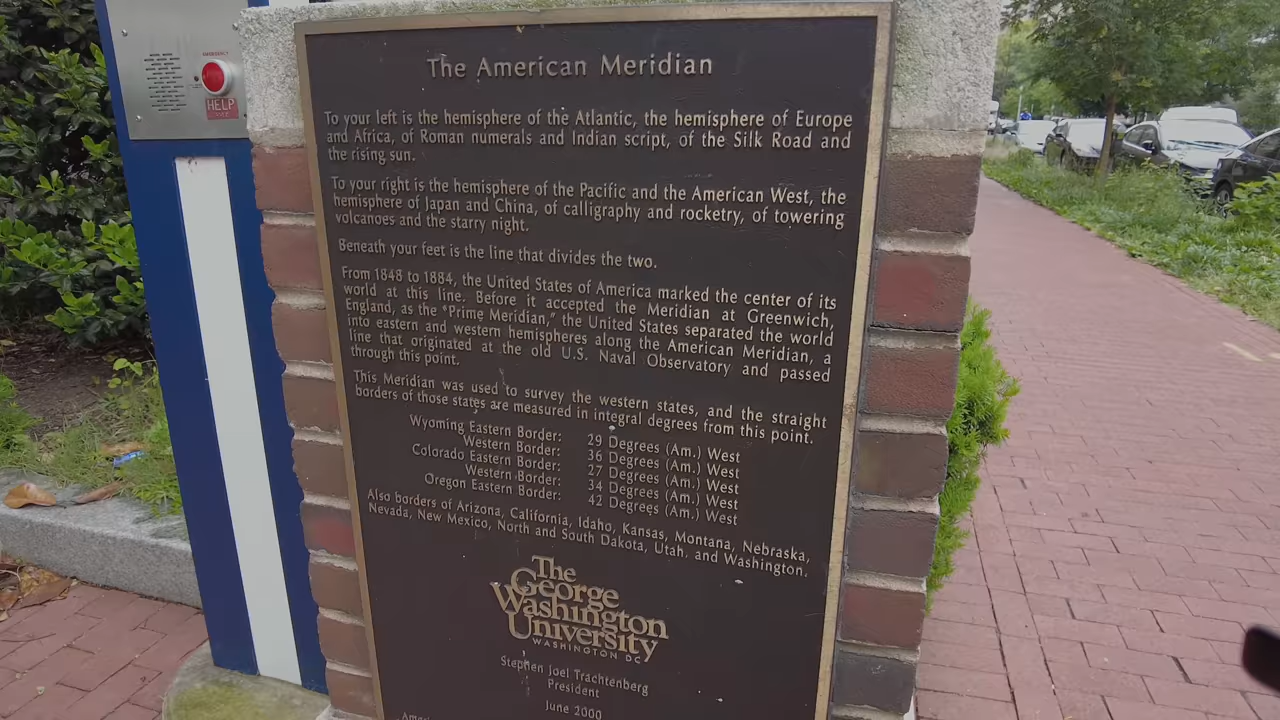 EMERGENCY
HELP
The American Meridian
To your left is the hemisphere of the Atlantic, the hemisphere of Europe
and Africa, of Roman numerals and Indian script, of the Silk Road and
the rising sun.
To your right is the hemisphere of the Pacific and the American West, the
hemisphere of Japan and China, of calligraphy and rocketry, of towering
volcanoes and the starry night.
Beneath your feet is the line that divides the two.
From 1848 to 1884, the United States of America marked the center of its
world at this line. Before it accepted the Meridian at Greenwich,
England, as the "Prime Meridian," the United States separated the world
into eastern and western hemispheres along the American Meridian, a
line that originated at the old U.S. Naval Observatory and passed
through this point.
This Meridian was used to survey the western states, and the straight
borders of those states are measured in integral degrees from this point.
Wyoming Eastern Border: 29 Degrees (Am.) West
Western Border: 36 Degrees (Am.) West
Colorado Eastern Border: 27 Degrees (Am.) West
Western Border: 34 Degrees (Am.) West
Oregon Eastern Border: 42 Degrees (Am.) West
Also borders of Arizona, California, Idaho, Kansas, Montana, Nebraska,
Nevada, New Mexico, North and South Dakota, Utah, and Washington.
The
George
Washington
University
WASHINGTON DC
Stephen Joel Trachtenberg
President
June 2000